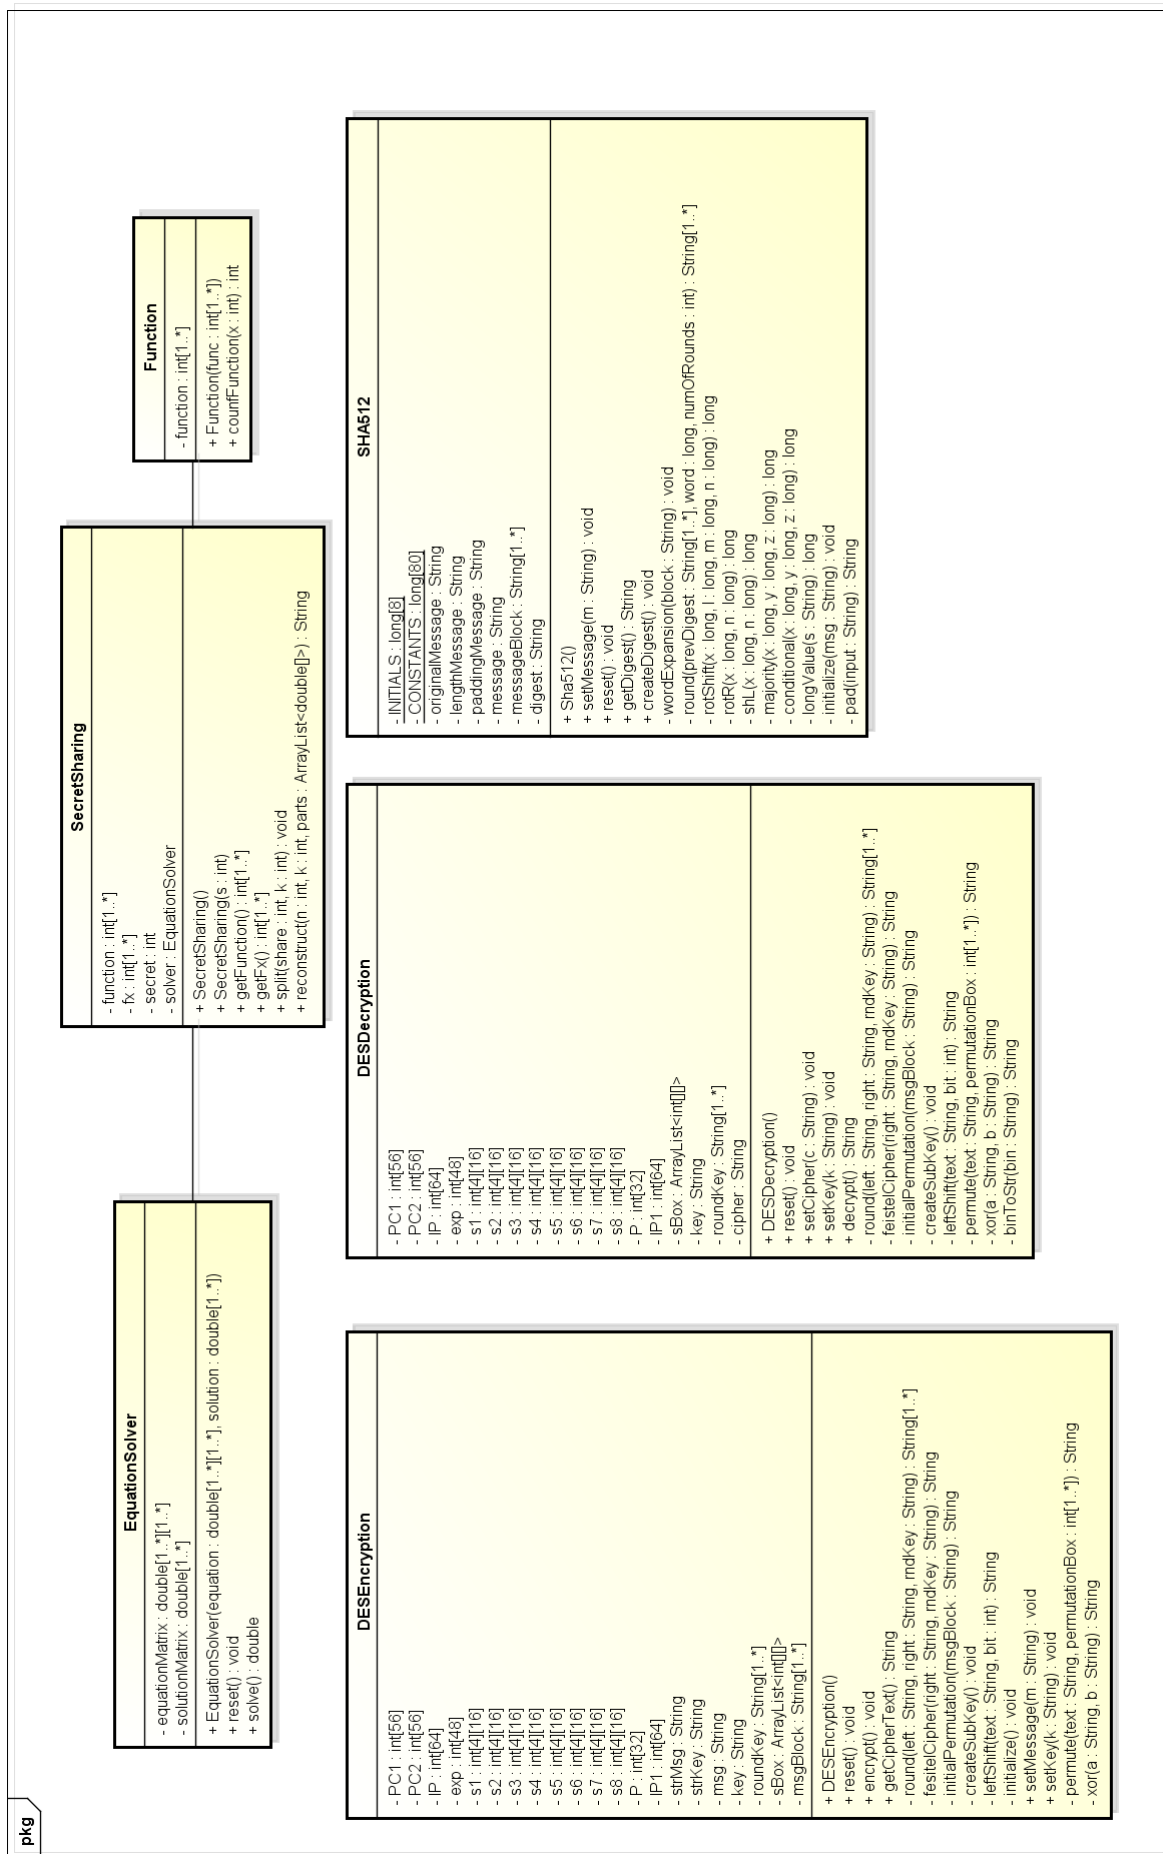 pkg
EquationSolver
- equationMatrix : double[1..*][1..*]
- solutionMatrix : double[1..*]
+ EquationSolver(equation : double[1..*][1..*], solution : double[1..*])
+ reset() : void
+ solve() : double
SecretSharing
- function : int[1..*]
- fx : int[1..*]
- secret : int
- solver : EquationSolver
+ SecretSharing()
+ SecretSharing(s : int)
+ getFunction() : int[1..*]
+ getFx() : int[1..*]
+ split(share : int, k : int) : void
+ reconstruct(n : int, k : int, parts : ArrayList<double[]>) : String
Function
- function : int[1..*]
+ Function(func : int[1..*])
+ counfFunction(x : int) : int
DESEncryption
- PC1 : int[56]
- PC2 : int[56]
- IP : int[64]
- exp : int[48]
- s1 : int[4][16]
- s2 : int[4][16]
- s3 : int[4][16]
- s4 : int[4][16]
- s5 : int[4][16]
- s6 : int[4][16]
- s7 : int[4][16]
- s8 : int[4][16]
- P : int[32]
- IP1 : int[64]
- strMsg : String
- strKey : String
- msg : String
- key : String
- roundKey : String[1..*]
- sBox : ArrayList<int[][]>
- msgBlock : String[1..*]
+ DESEncryption()
+ reset() : void
+ encrypt() : void
+ getCipherText() : String
- round(left : String, right : String, rndKey : String) : String[1..*]
- fesitelCipher(right : String, rndKey : String) : String
- initialPermutation(msgBlock : String) : String
- createSubKey() : void
- leftShift(text : String, bit : int) : String
- initialize() : void
+ setMessage(m : String) : void
+ setKey(k : String) : void
- permute(text : String, permutationBox : int[1..*]) : String
- xor(a : String, b : String) : String
DESDecryption
- PC1 : int[56]
- PC2 : int[56]
- IP : int[64]
- exp : int[48]
- s1 : int[4][16]
- s2 : int[4][16]
- s3 : int[4][16]
- s4 : int[4][16]
- s5 : int[4][16]
- s6 : int[4][16]
- s7 : int[4][16]
- s8 : int[4][16]
- P : int[32]
- IP1 : int[64]
- sBox : ArrayList<int[][]>
- key : String
- roundKey : String[1..*]
- cipher : String
+ DESDecryption()
+ reset() : void
+ setCipher(c : String) : void
+ setKey(k : String) : void
+ decrypt() : String
- round(left : String, right : String, rndKey : String) : String[1..*]
- feistelCipher(right : String, rndKey : String) : String
- initialPermutation(msgBlock : String) : String
- createSubKey() : void
- leftShift(text : String, bit : int) : String
- permute(text : String, permutationBox : int[1..*]) : String
- xor(a : String, b : String) : String
- binToStr(bin : String) : String
SHA512
- INITIALS : long[8]
- CONSTANTS : long[80]
- originalMessage : String
- lengthMessage : String
- paddingMessage : String
- message : String
- messageBlock : String[1..*]
- digest : String
+ Sha512()
+ setMessage(m : String) : void
+ reset() : void
+ getDigest() : String
+ createDigest() : void
- wordExpansion(block : String) : void
- round(prevDigest : String[1..*], word : long, numOfRounds : int) : String[1..*]
- rotShift(x : long, l : long, m : long, n : long) : long
- rotR(x : long, n : long) : long
- shL(x : long, n : long) : long
- majority(x : long, y : long, z : long) : long
- conditional(x : long, y : long, z : long) : long
- longValue(s : String) : long
- initialize(msg : String) : void
- pad(input : String) : String